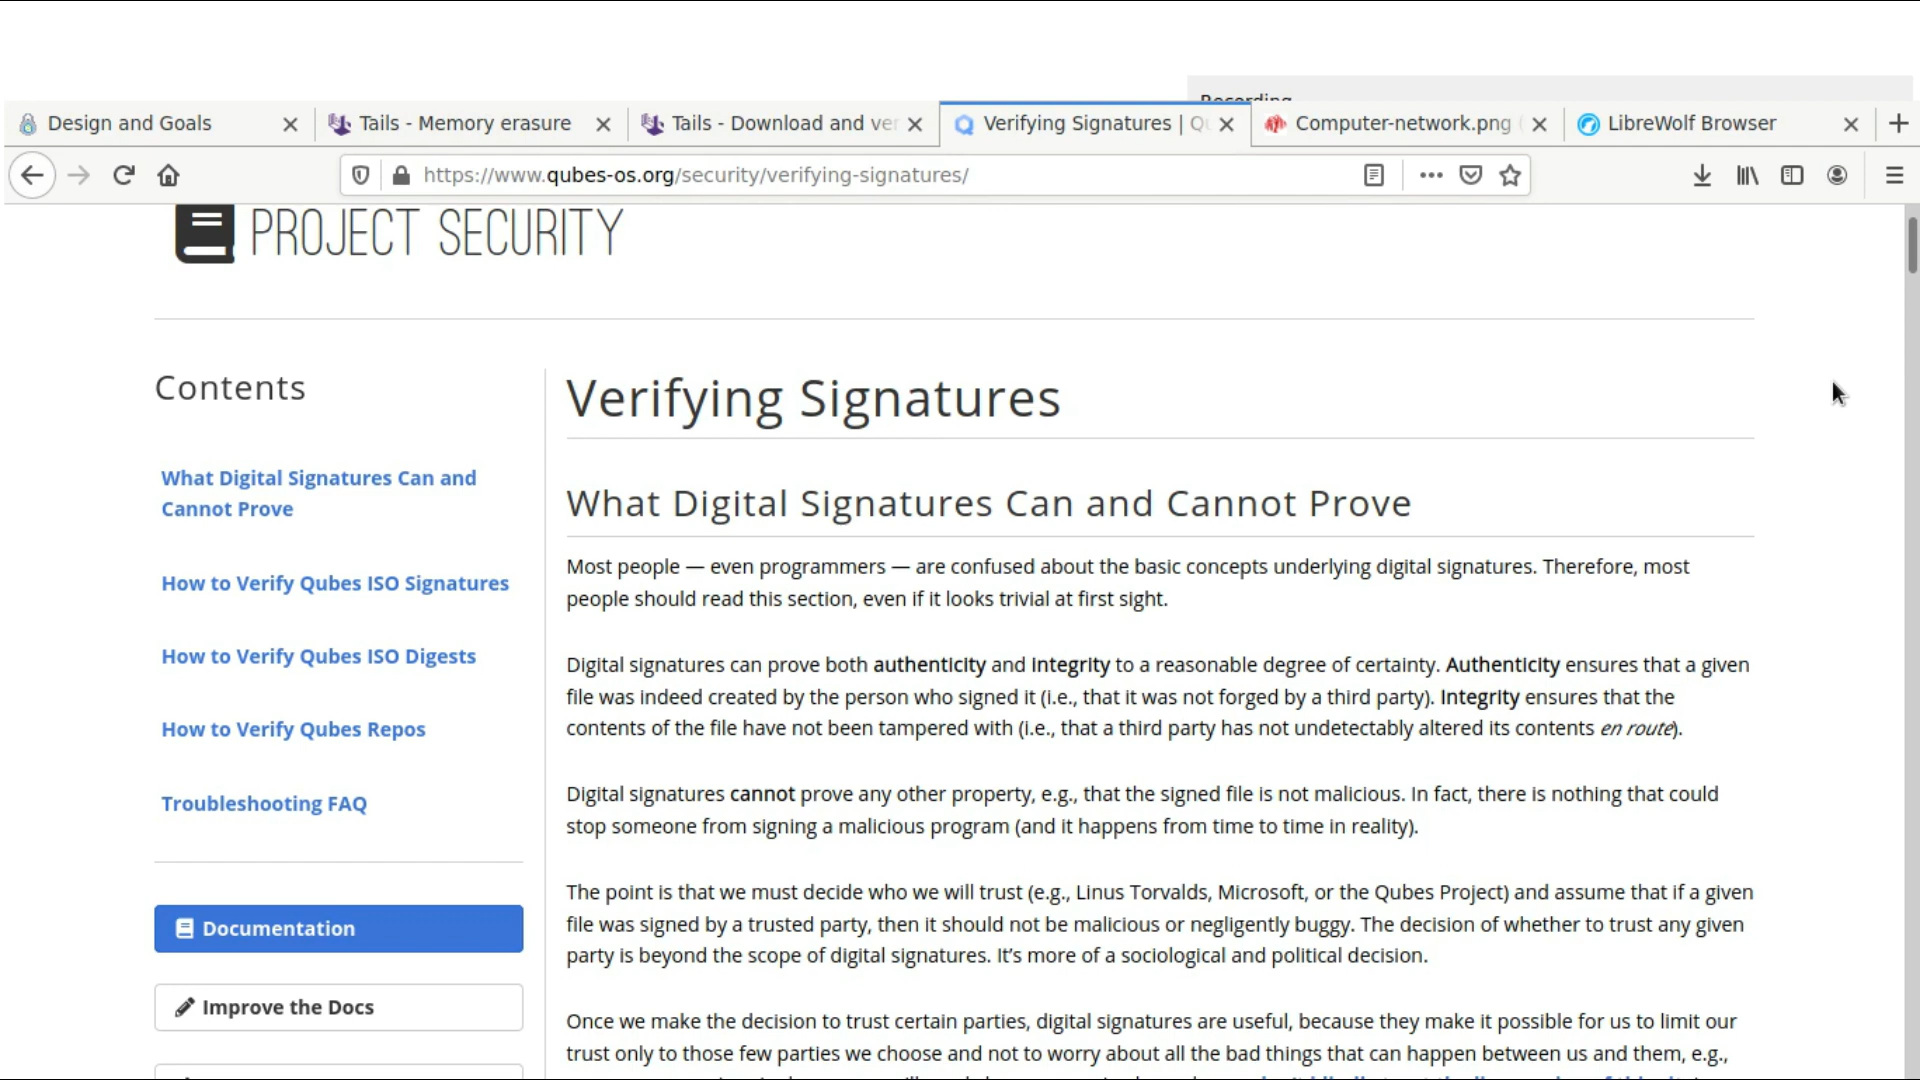 Recording
Design and Goals
Tails - Memory erasure
Tails - Download and ver
Verifying Signatures | Q
Computer-network.png (
LibreWolf Browser
https://www.qubes-os.org/security/verifying-signatures/
PROJECT SECURITY
Contents
What Digital Signatures Can and
Cannot Prove
How to Verify Qubes ISO Signatures
How to Verify Qubes ISO Digests
How to Verify Qubes Repos
Troubleshooting FAQ
Documentation
Improve the Docs
Verifying Signatures
What Digital Signatures Can and Cannot Prove
Most people — even programmers — are confused about the basic concepts underlying digital signatures. Therefore, most
people should read this section, even if it looks trivial at first sight.
Digital signatures can prove both authenticity and integrity to a reasonable degree of certainty. Authenticity ensures that a given
file was indeed created by the person who signed it (i.e., that it was not forged by a third party). Integrity ensures that the
contents of the file have not been tampered with (i.e., that a third party has not undetectably altered its contents en route).
Digital signatures cannot prove any other property, e.g., that the signed file is not malicious. In fact, there is nothing that could
stop someone from signing a malicious program (and it happens from time to time in reality).
The point is that we must decide who we will trust (e.g., Linus Torvalds, Microsoft, or the Qubes Project) and assume that if a given
file was signed by a trusted party, then it should not be malicious or negligently buggy. The decision of whether to trust any given
party is beyond the scope of digital signatures. It’s more of a sociological and political decision.
Once we make the decision to trust certain parties, digital signatures are useful, because they make it possible for us to limit our
trust only to those few parties we choose and not to worry about all the bad things that can happen between us and them, e.g.,